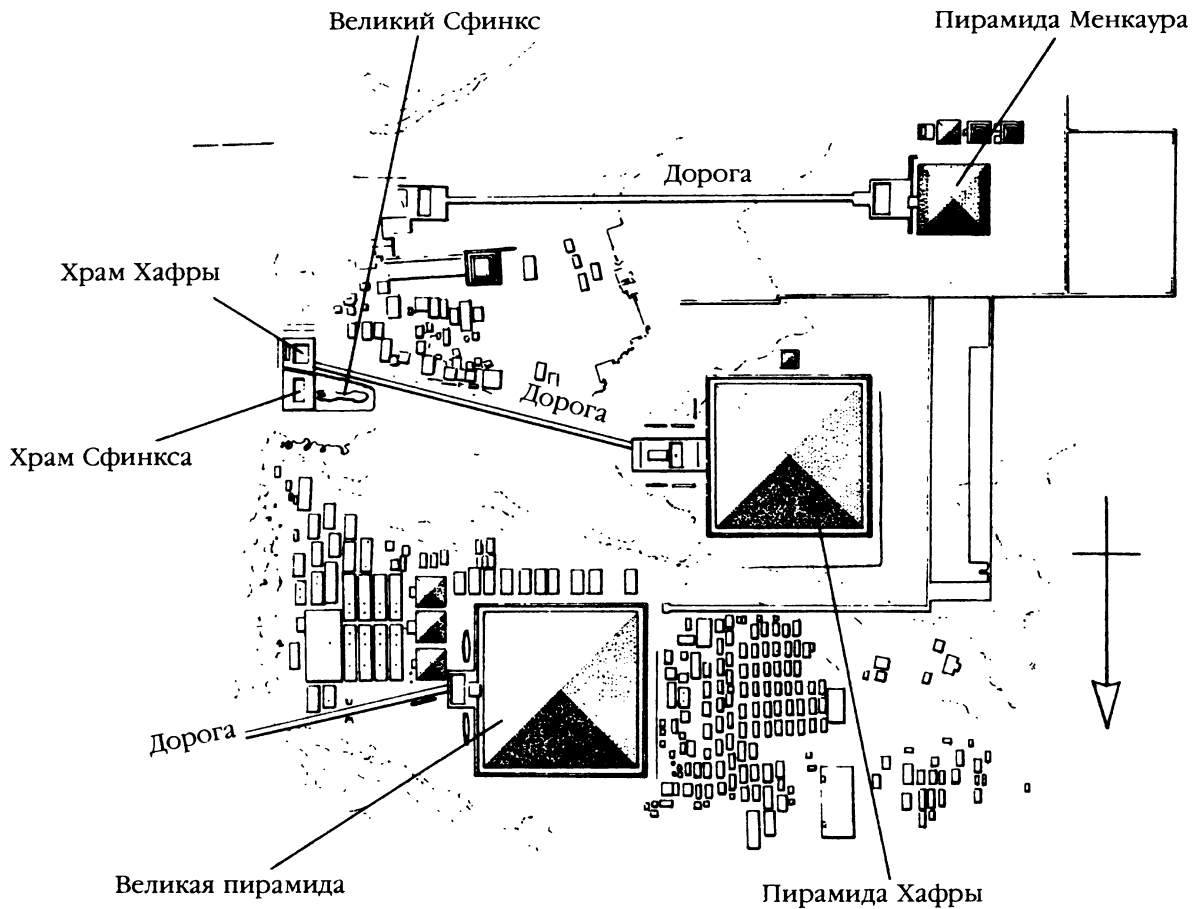 Великий Сфинкс
Пирамида Менкаура
Дорога
Храм Хафры
Дорога
Храм Сфинкса
Дорога
Великая пирамида
Пирамида Хафры